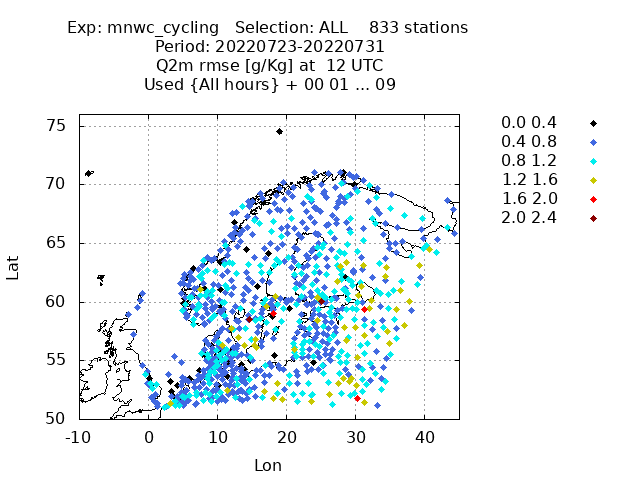 Exp: mnwc_cycling   Selection: ALL    833 stations
Period: 20220723-20220731
Q2m rmse [g/Kg] at  12 UTC
Used {All hours} + 00 01 ... 09
0.0 0.4
0.4 0.8
0.8 1.2
1.2 1.6
1.6 2.0
2.0 2.4
Lat
75
70
65
60
55
50
-10 0 10 20 30 40
Lon